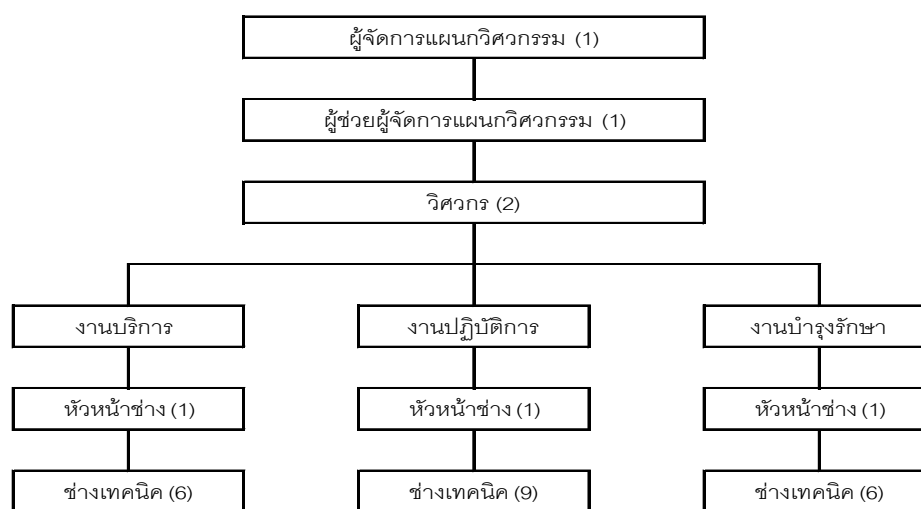 ผู้จัดการแผนกวิศวกรรม (1)
ผู้ช่วยผู้จัดการแผนกวิศวกรรม (1)
วิศวกร (2)
งานบริการ
งานปฏิบัติการ
งานบำรุงรักษา
หัวหน้าช่าง (1)
หัวหน้าช่าง (1)
หัวหน้าช่าง (1)
ช่างเทคนิค (6)
ช่างเทคนิค (9)
ช่างเทคนิค (6)